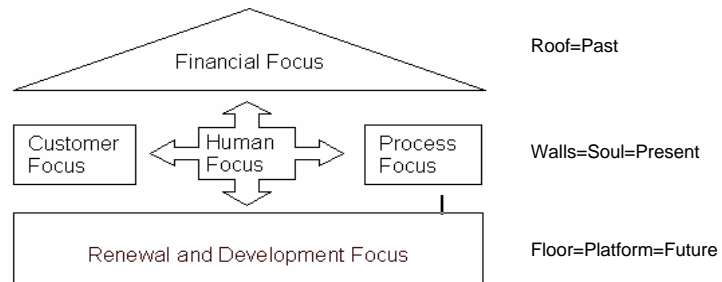 Financial Focus
Roof=Past
Customer
Focus
Human
Focus
Process
Focus
Walls=Soul=Present
Renewal and Development Focus
Floor=Platform=Future